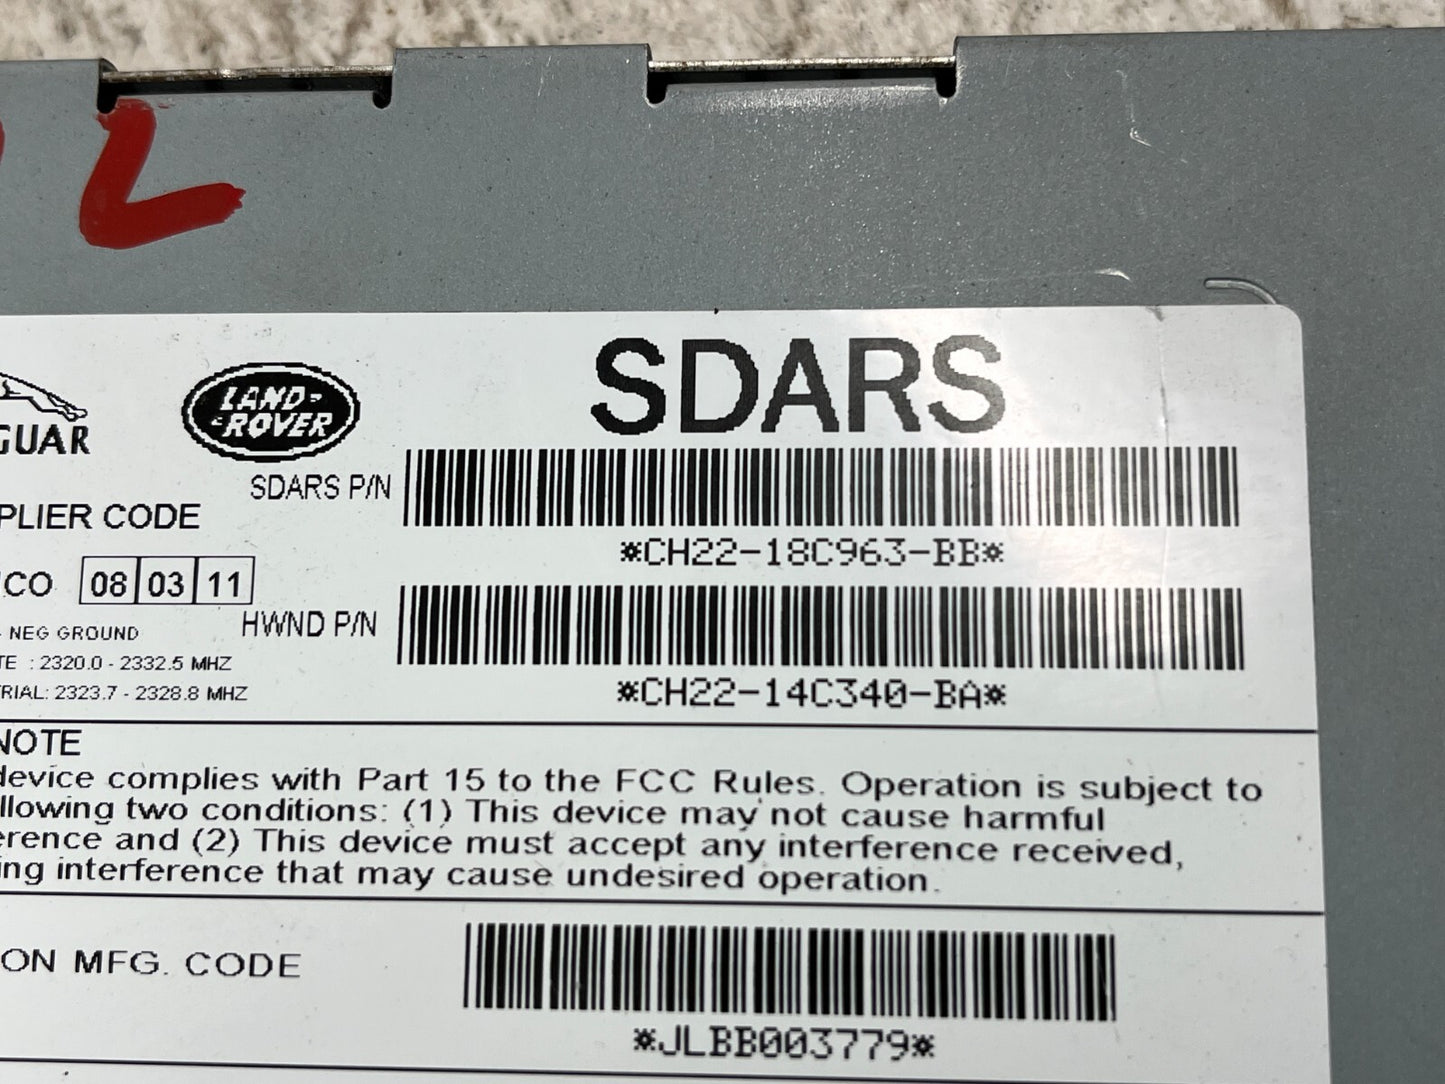 L
SDARS
LAND-
-ROVER
GUAR
SDARS P/N
*CH22-18C963-BB*
PLIER CODE
CO 08 03 11
HWND P/N
*CH22-14C340-BA*
- NEG GROUND
TE : 2320.0 - 2332.5 MHZ
RIAL: 2323.7 - 2328.8 MHZ
NOTE
device complies with Part 15 to the FCC Rules. Operation is subject to
llowing two conditions: (1) This device may not cause harmful
erence and (2) This device must accept any interference received,
ing interference that may cause undesired operation.
ON MFG. CODE
*JLBB003779*